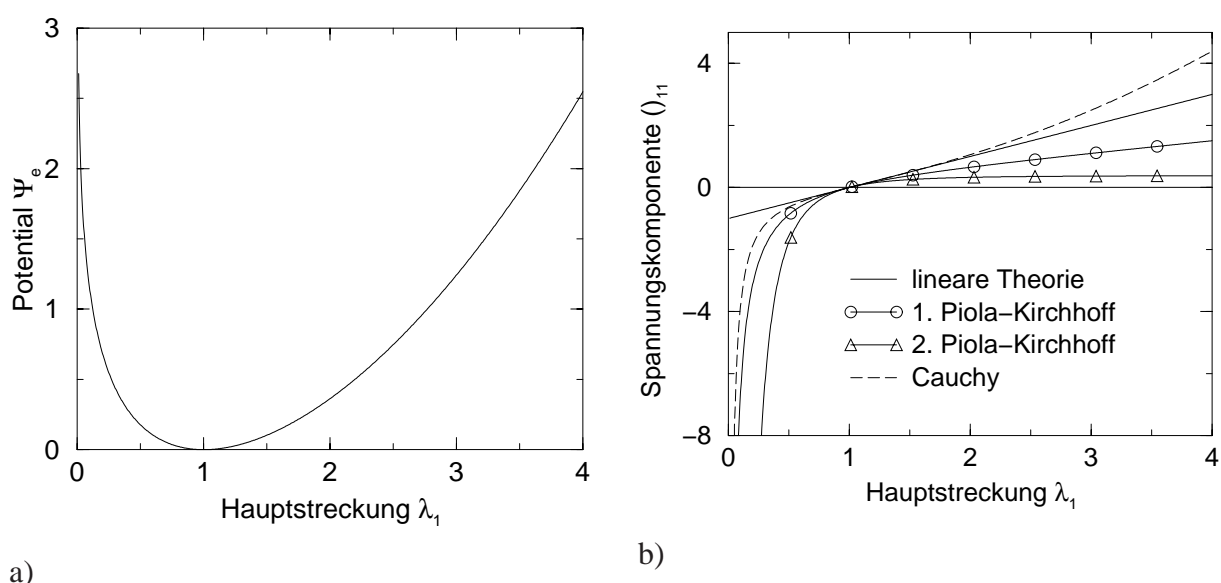 3
2
1
0
Potential Ψe
0
1
2
3
4
Hauptstreckung λ1
a)
4
0
−4
−8
Spannungskomponente ()11
lineare Theorie
1. Piola−Kirchhoff
2. Piola−Kirchhoff
Cauchy
0
1
2
3
4
Hauptstreckung λ1
b)